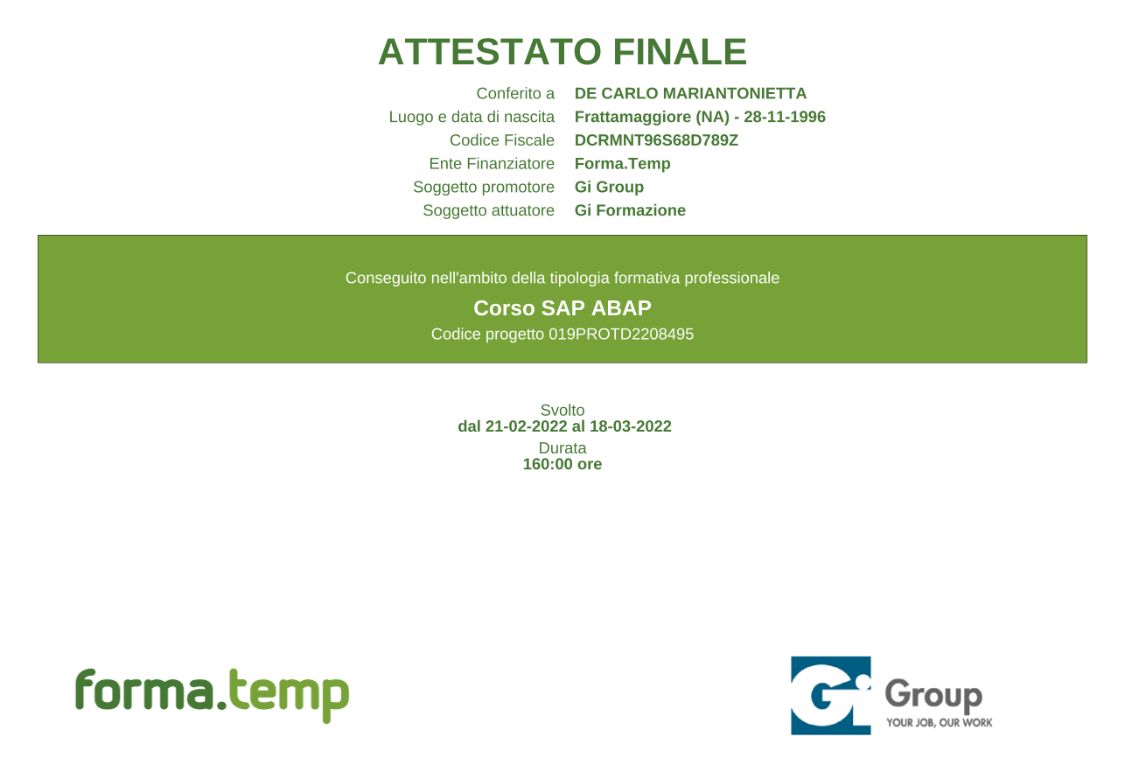 ATTESTATO FINALE
Conferito a DE CARLO MARIANTONIETTA
Luogo e data di nascita Frattamaggiore (NA) - 28-11-1996
Codice Fiscale DCRMNT96S68D789Z
Ente Finanziatore Forma.Temp
Soggetto promotore Gi Group
Soggetto attuatore Gi Formazione
Conseguito nell'ambito della tipologia formativa professionale
Corso SAP ABAP
Codice progetto 019PROTD2208495
Svolto
dal 21-02-2022 al 18-03-2022
Durata
160:00 ore
forma.temp
Gi Group
YOUR JOB, OUR WORK